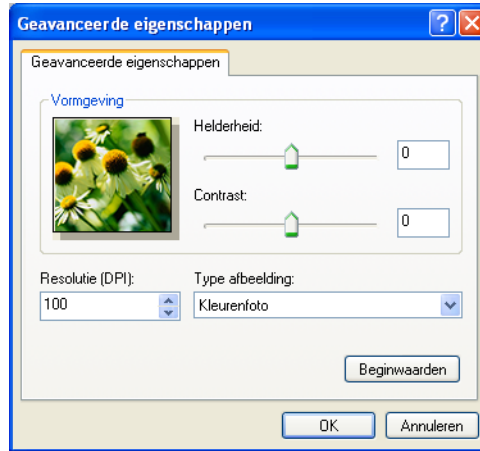 Geavanceerde eigenschappen
Geavanceerde eigenschappen
Vormgeving
Helderheid:
0
Contrast:
0
Resolutie (DPI):
Type afbeelding:
100
Kleurenfoto
Beginwaarden
OK
Annuleren